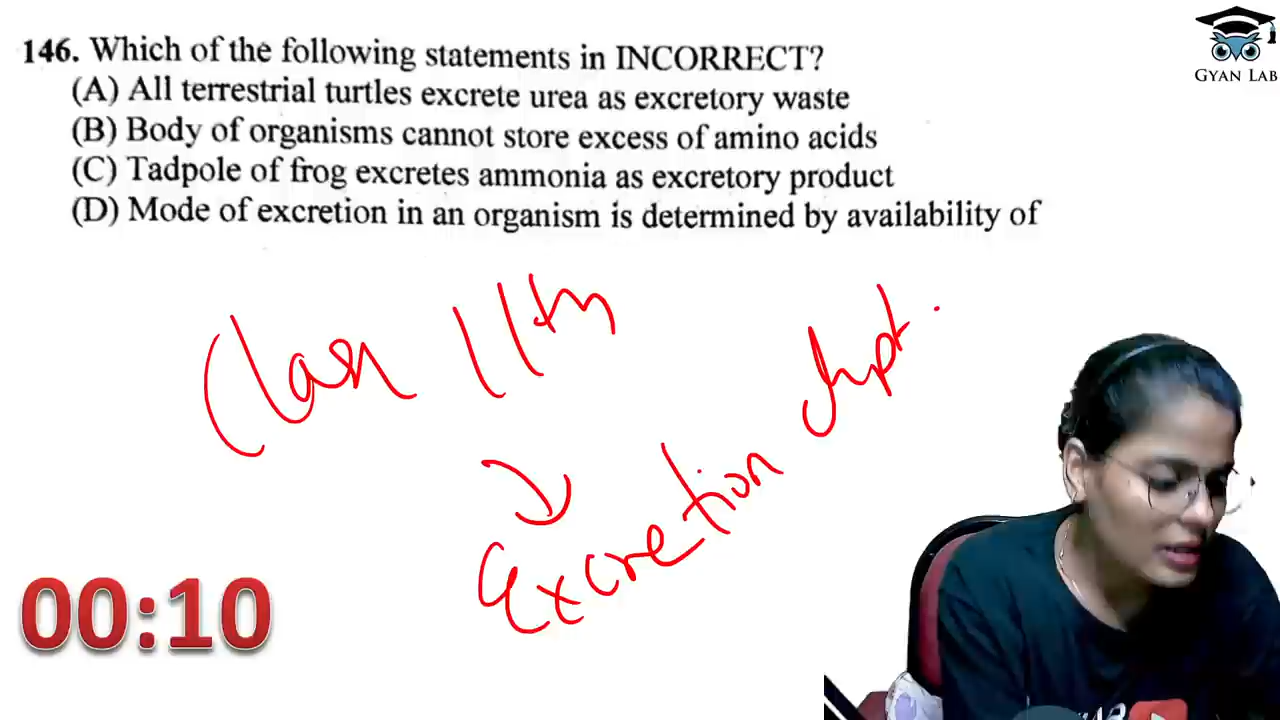 146. Which of the following statements in INCORRECT?
(A) All terrestrial turtles excrete urea as excretory waste
(B) Body of organisms cannot store excess of amino acids
(C) Tadpole of frog excretes ammonia as excretory product
(D) Mode of excretion in an organism is determined by availability of
GYAN LAB
Class 11th
Excretion chpt.
00:10